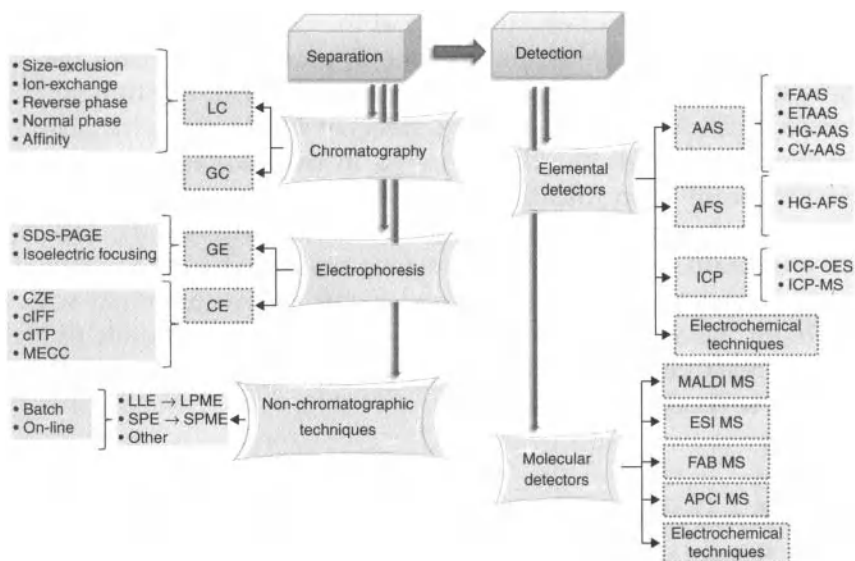 Separation
Detection
• Size-exclusion
• Ion-exchange
• Reverse phase
• Normal phase
• Affinity
LC
GC
Chromatography
• SDS-PAGE
• Isoelectric focusing
GE
Electrophoresis
• CZE
• cIFF
• cITP
• MECC
CE
• Batch
• On-line
• LLE → LPME
• SPE → SPME
• Other
Non-chromatographic
techniques
Elemental
detectors
AAS
• FAAS
• ETAAS
• HG-AAS
• CV-AAS
AFS
• HG-AFS
ICP
• ICP-OES
• ICP-MS
Electrochemical
techniques
Molecular
detectors
MALDI MS
ESI MS
FAB MS
APCI MS
Electrochemical
techniques